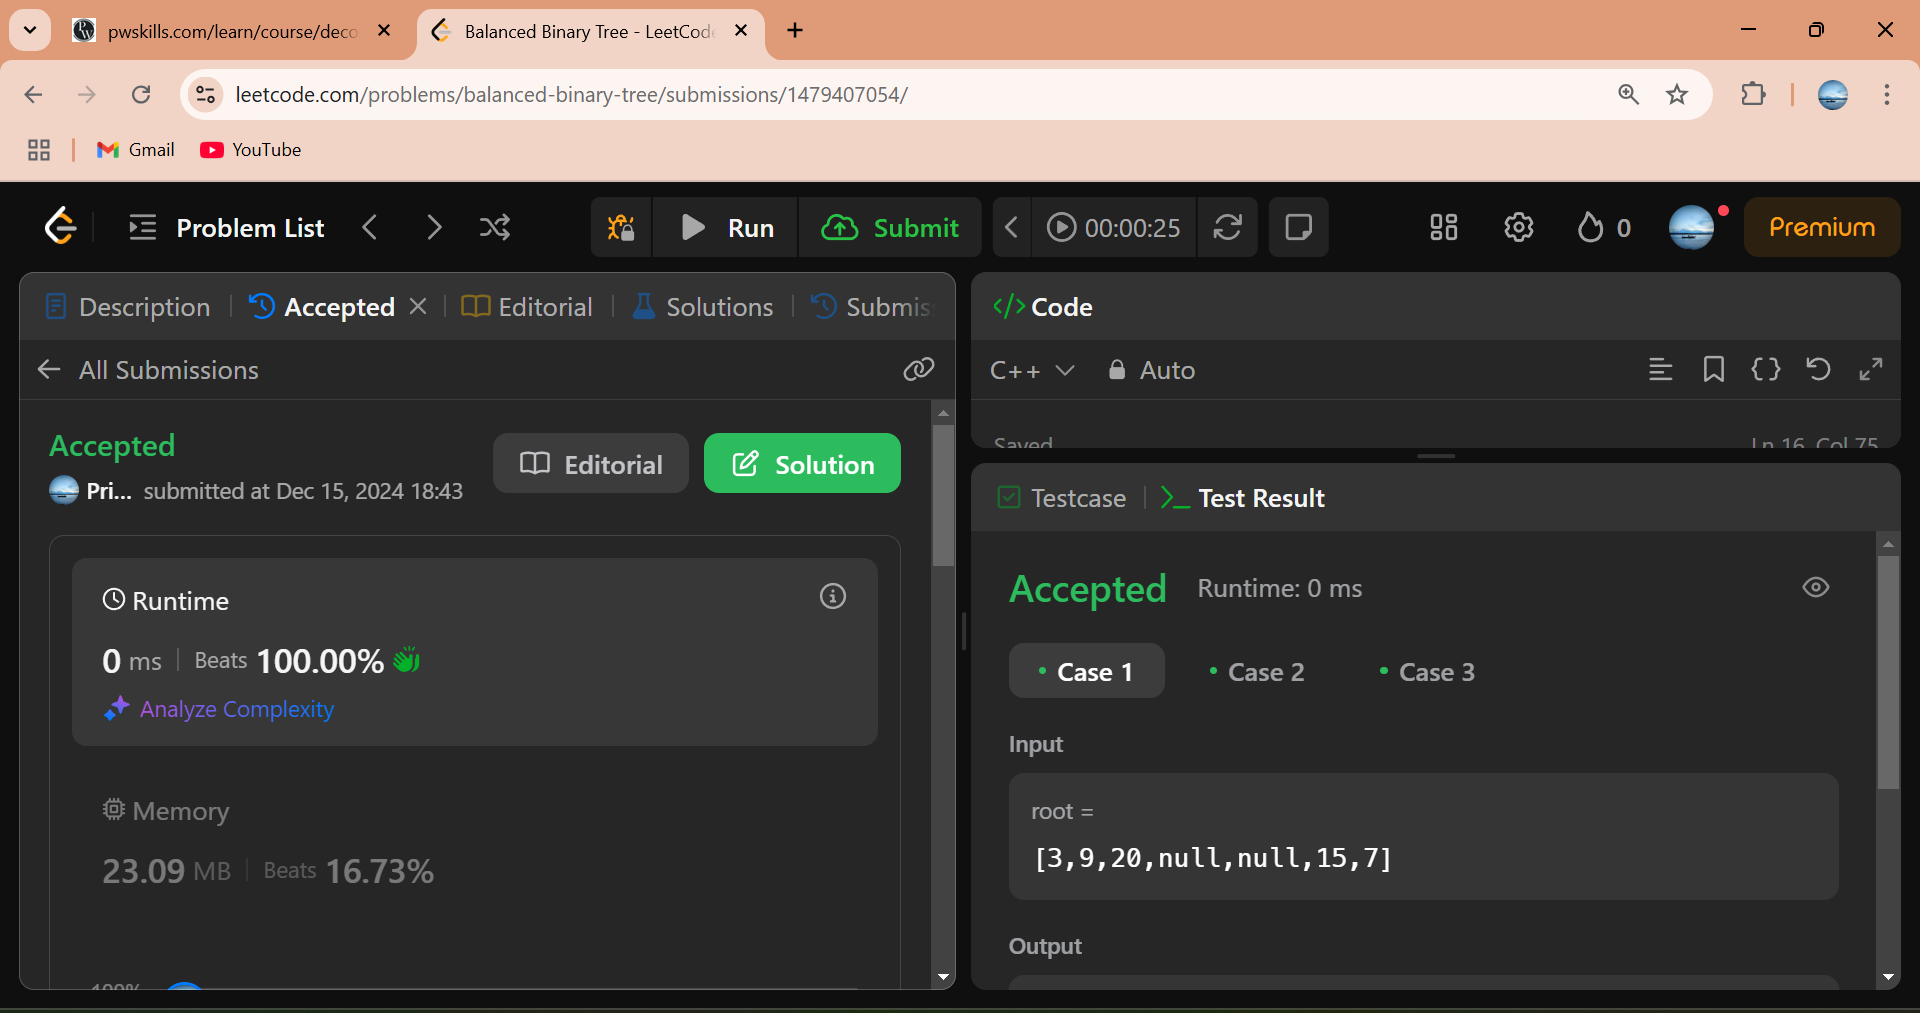 pwskills.com/learn/course/deco
Balanced Binary Tree - LeetCode
leetcode.com/problems/balanced-binary-tree/submissions/1479407054/
Gmail
YouTube
Problem List
Run
Submit
00:00:25
0
Premium
Description
Accepted
Editorial
Solutions
Submis
All Submissions
Accepted
Editorial
Solution
Pri... submitted at Dec 15, 2024 18:43
Runtime
0 ms
Beats 100.00%
Analyze Complexity
Memory
23.09 MB
Beats 16.73%
100%
</> Code
C++
Auto
Saved
Ln 16, Col 75
Testcase
>_ Test Result
Accepted
Runtime: 0 ms
Case 1
Case 2
Case 3
Input
root =
[3,9,20,null,null,15,7]
Output